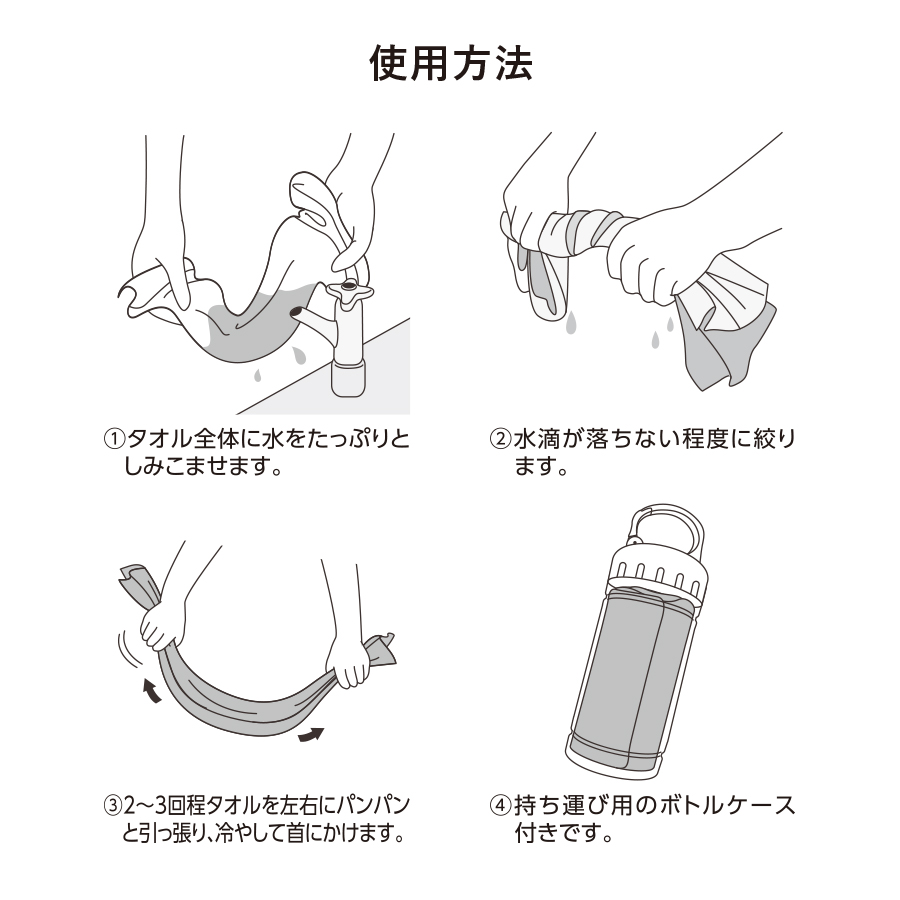 使用方法
①タオル全体に水をたっぷりと
しみこませます。
②水滴が落ちない程度に絞り
ます。
③2〜3回程タオルを左右にパンパン
と引っ張り、冷やして首にかけます。
④持ち運び用のボトルケース
付きです。